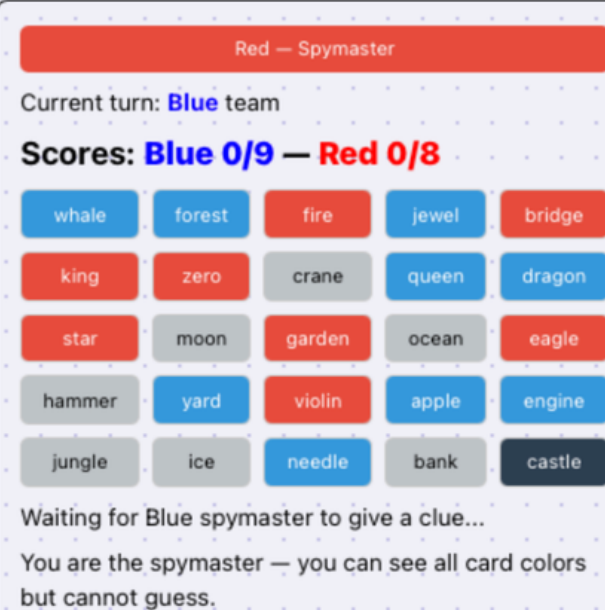 Red — Spymaster
Current turn: Blue team
Scores: Blue 0/9 — Red 0/8
whale forest fire jewel bridge
king zero crane queen dragon
star moon garden ocean eagle
hammer yard violin apple engine
jungle ice needle bank castle
Waiting for Blue spymaster to give a clue...
You are the spymaster — you can see all card colors
but cannot guess.